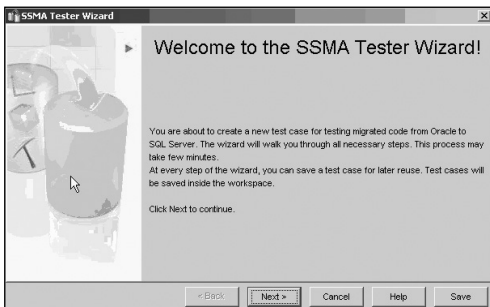 SSMA Tester Wizard
Welcome to the SSMA Tester Wizard!
You are about to create a new test case for testing migrated code from Oracle to
SQL Server. The wizard will walk you through all necessary steps. This process may
take few minutes.
At every step of the wizard, you can save a test case for later reuse. Test cases will
be saved inside the workspace.
Click Next to continue.
< Back Next > Cancel Help Save